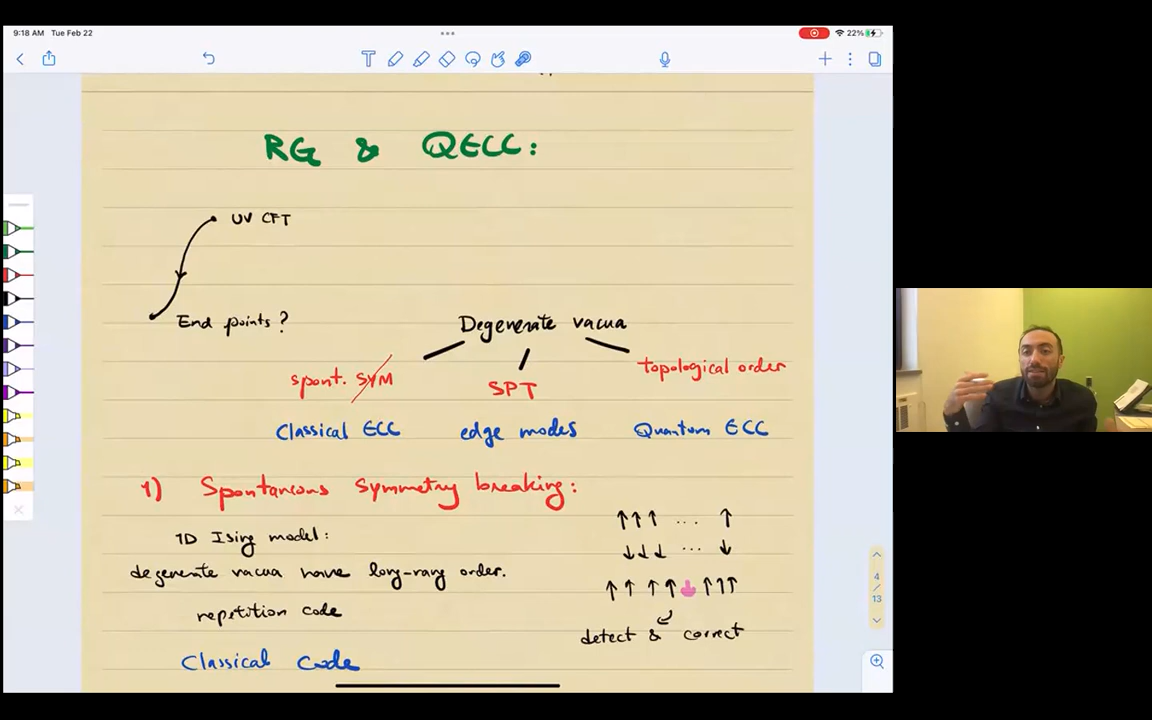 9:18 AM Tue Feb 22
22%
RG & QECC:
UV CFT
End points?
Degenerate vacua
spont. SYM
SPT
topological order
Classical ECC
edge modes
Quantum ECC
1) Spontanious symmetry breaking:
1D Ising model:
degenerate vacua have long-rang order.
repetition code
Classical Code
↑↑↑ ... ↑
↓↓↓ ... ↓
↑↑ ↑↑ ↓ ↑↑↑
detect & correct
4
/
13